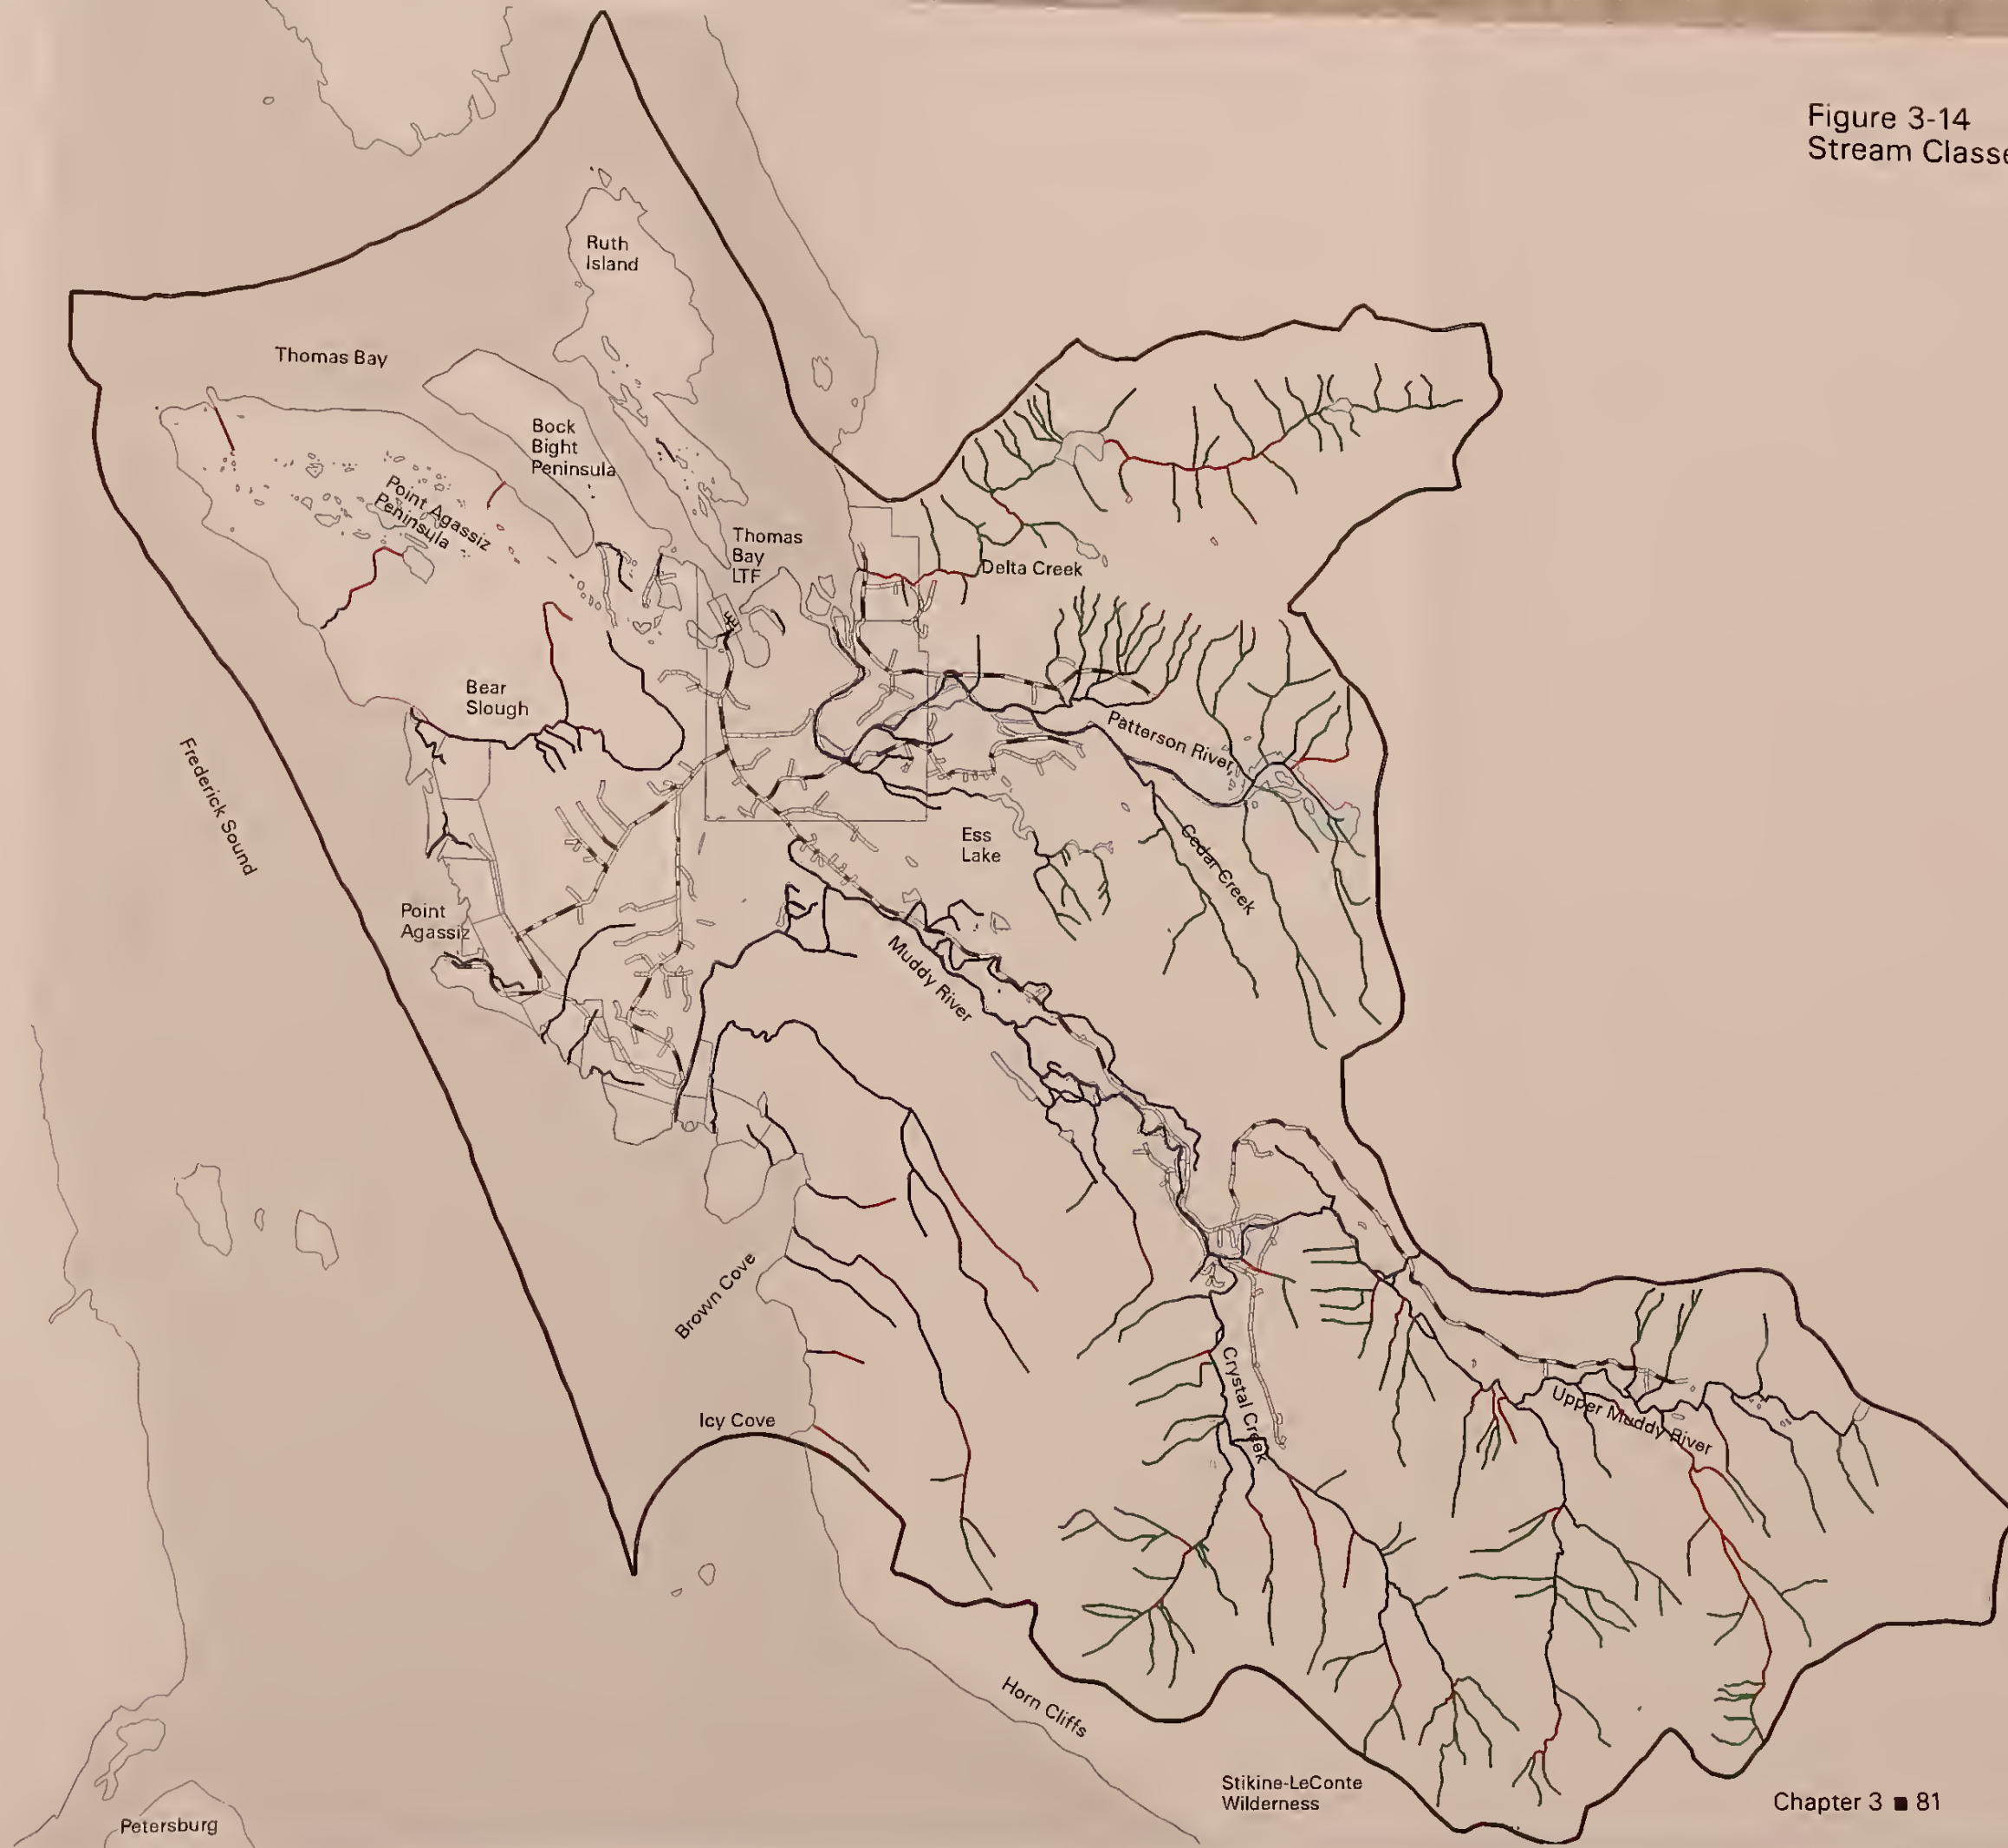 Figure 3-14
Stream Classe
Ruth
Island
Thomas Bay
Bock
Bight
Peninsula
Point Agassiz
Peninsula
Thomas
Bay
LTF
Delta Creek
Bear
Slough
Patterson River
Frederick Sound
Ess
Lake
Cedar Creek
Point
Agassiz
Muddy River
Brown Cove
Crystal Creek
Upper Muddy River
Icy Cove
Horn Cliffs
Stikine-LeConte
Wilderness
Petersburg
Chapter 3 ■ 81